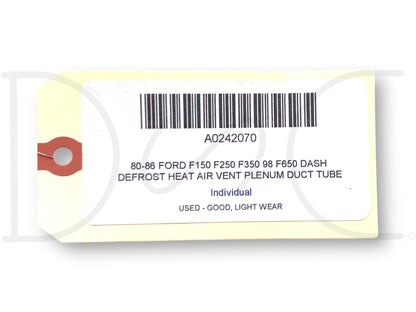 A0242070
80-86 FORD F150 F250 F350 98 F650 DASH
DEFROST HEAT AIR VENT PLENUM DUCT TUBE
Individual
USED - GOOD, LIGHT WEAR